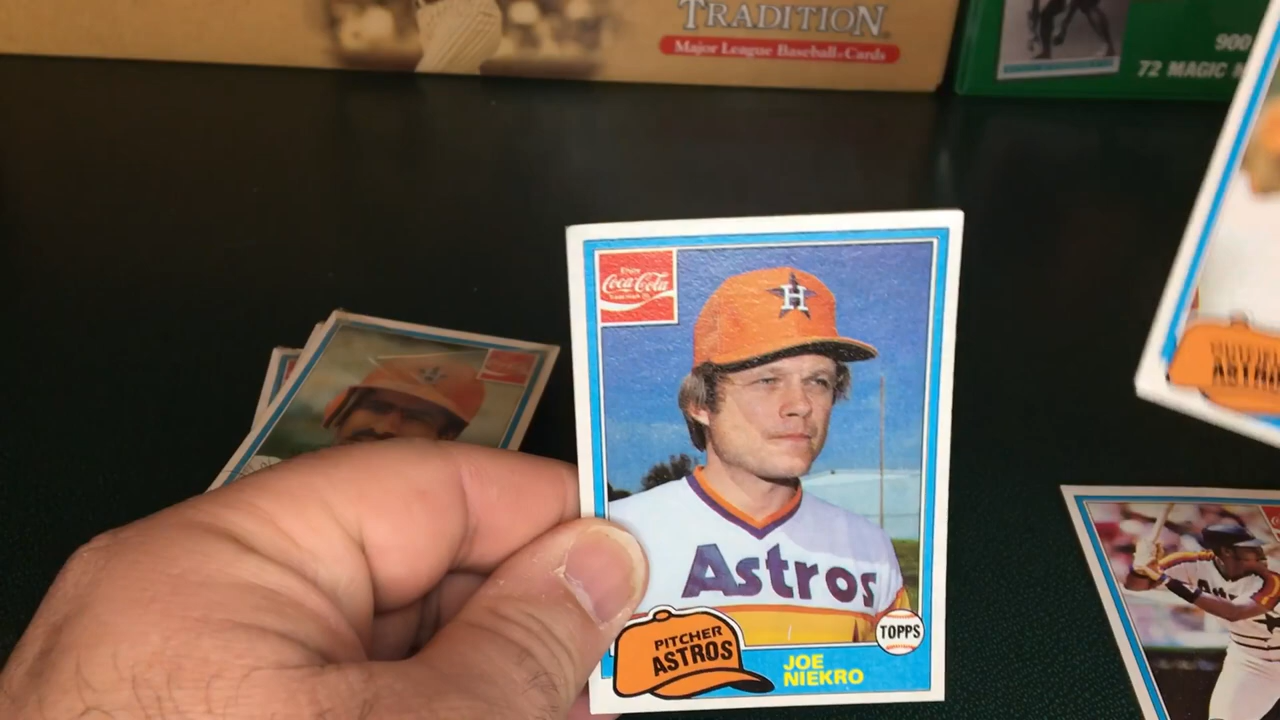 TRADITION
Major League Baseball Cards
900
72 MAGIC
Enjoy
Coca-Cola
H
Astros
PITCHER
ASTROS
TOPPS
JOE
NIEKRO